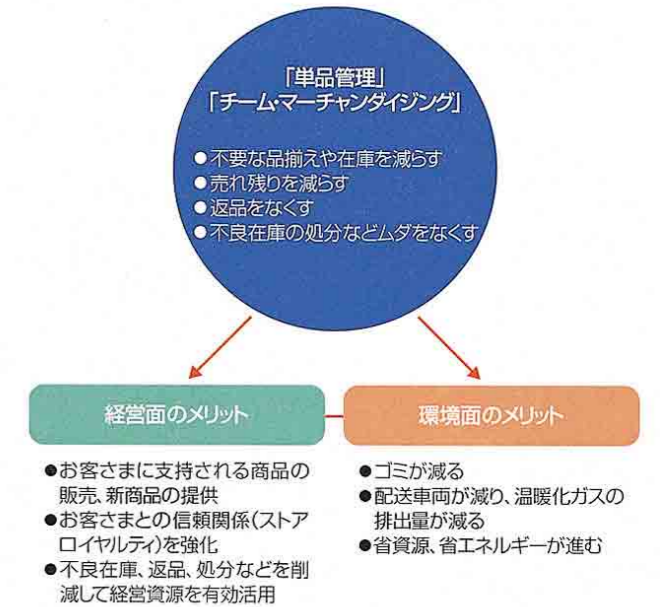 「単品管理」
「チーム・マーチャンダイジング」
●不要な品揃えや在庫を減らす
●売れ残りを減らす
●返品をなくす
●不良在庫の処分などムダをなくす
経営面のメリット
●お客さまに支持される商品の
販売、新商品の提供
●お客さまとの信頼関係(ストア
ロイヤルティ)を強化
●不良在庫、返品、処分などを削
減して経営資源を有効活用
環境面のメリット
●ゴミが減る
●配送車両が減り、温暖化ガスの
排出量が減る
●省資源、省エネルギーが進む